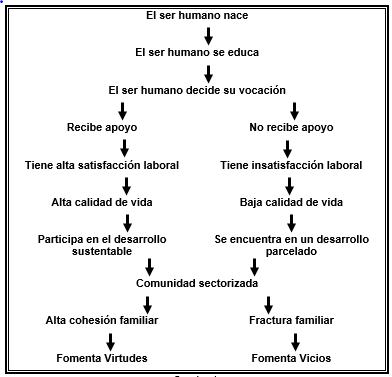 El ser humano nace
El ser humano se educa
El ser humano decide su vocación
Recibe apoyo
No recibe apoyo
Tiene alta satisfacción laboral
Tiene insatisfacción laboral
Alta calidad de vida
Baja calidad de vida
Participa en el desarrollo
sustentable
Se encuentra en un desarrollo
parcelado
Comunidad sectorizada
Alta cohesión familiar
Fractura familiar
Fomenta Virtudes
Fomenta Vicios